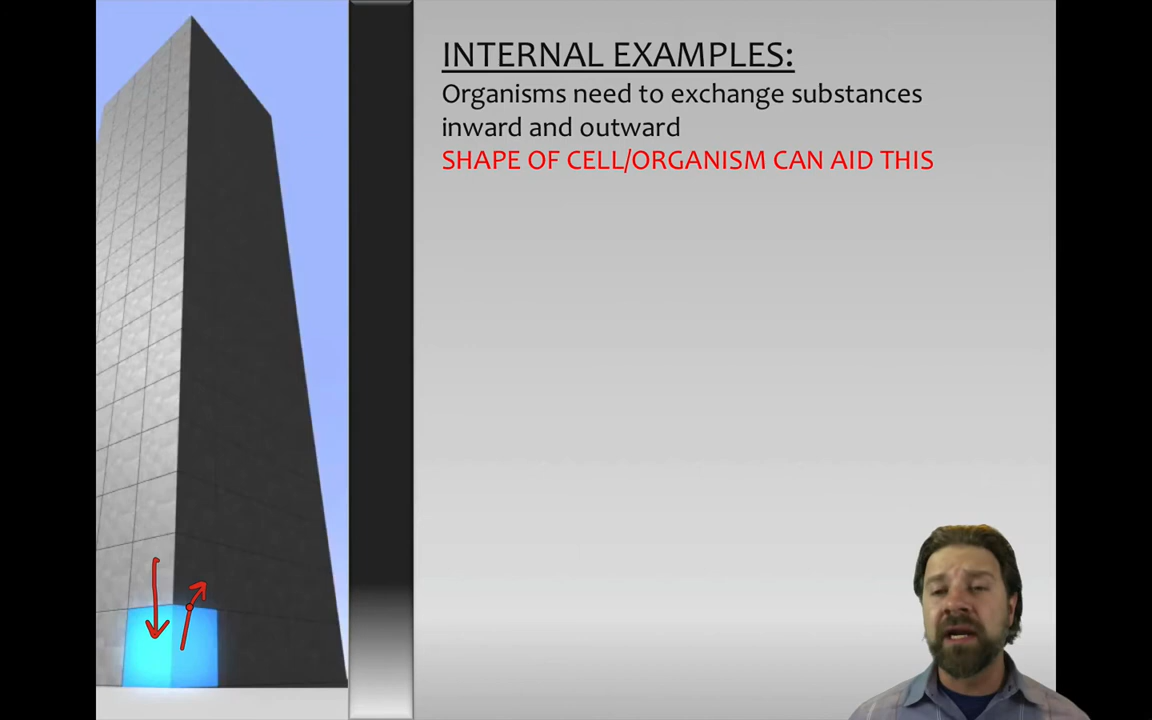 INTERNAL EXAMPLES:
Organisms need to exchange substances
inward and outward
SHAPE OF CELL/ORGANISM CAN AID THIS